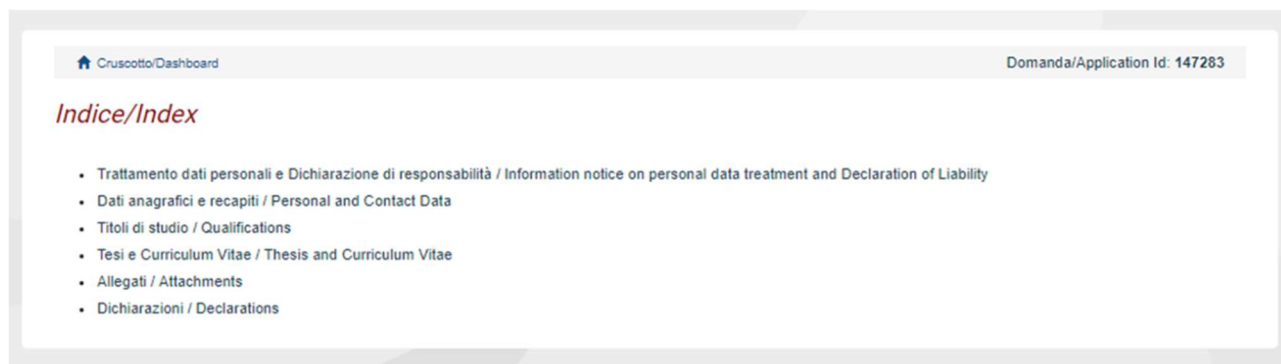 Cruscotto/Dashboard
Domanda/Application Id: 147283
Indice/Index
Trattamento dati personali e Dichiarazione di responsabilità / Information notice on personal data treatment and Declaration of Liability
Dati anagrafici e recapiti / Personal and Contact Data
Titoli di studio / Qualifications
Tesi e Curriculum Vitae / Thesis and Curriculum Vitae
Allegati / Attachments
Dichiarazioni / Declarations